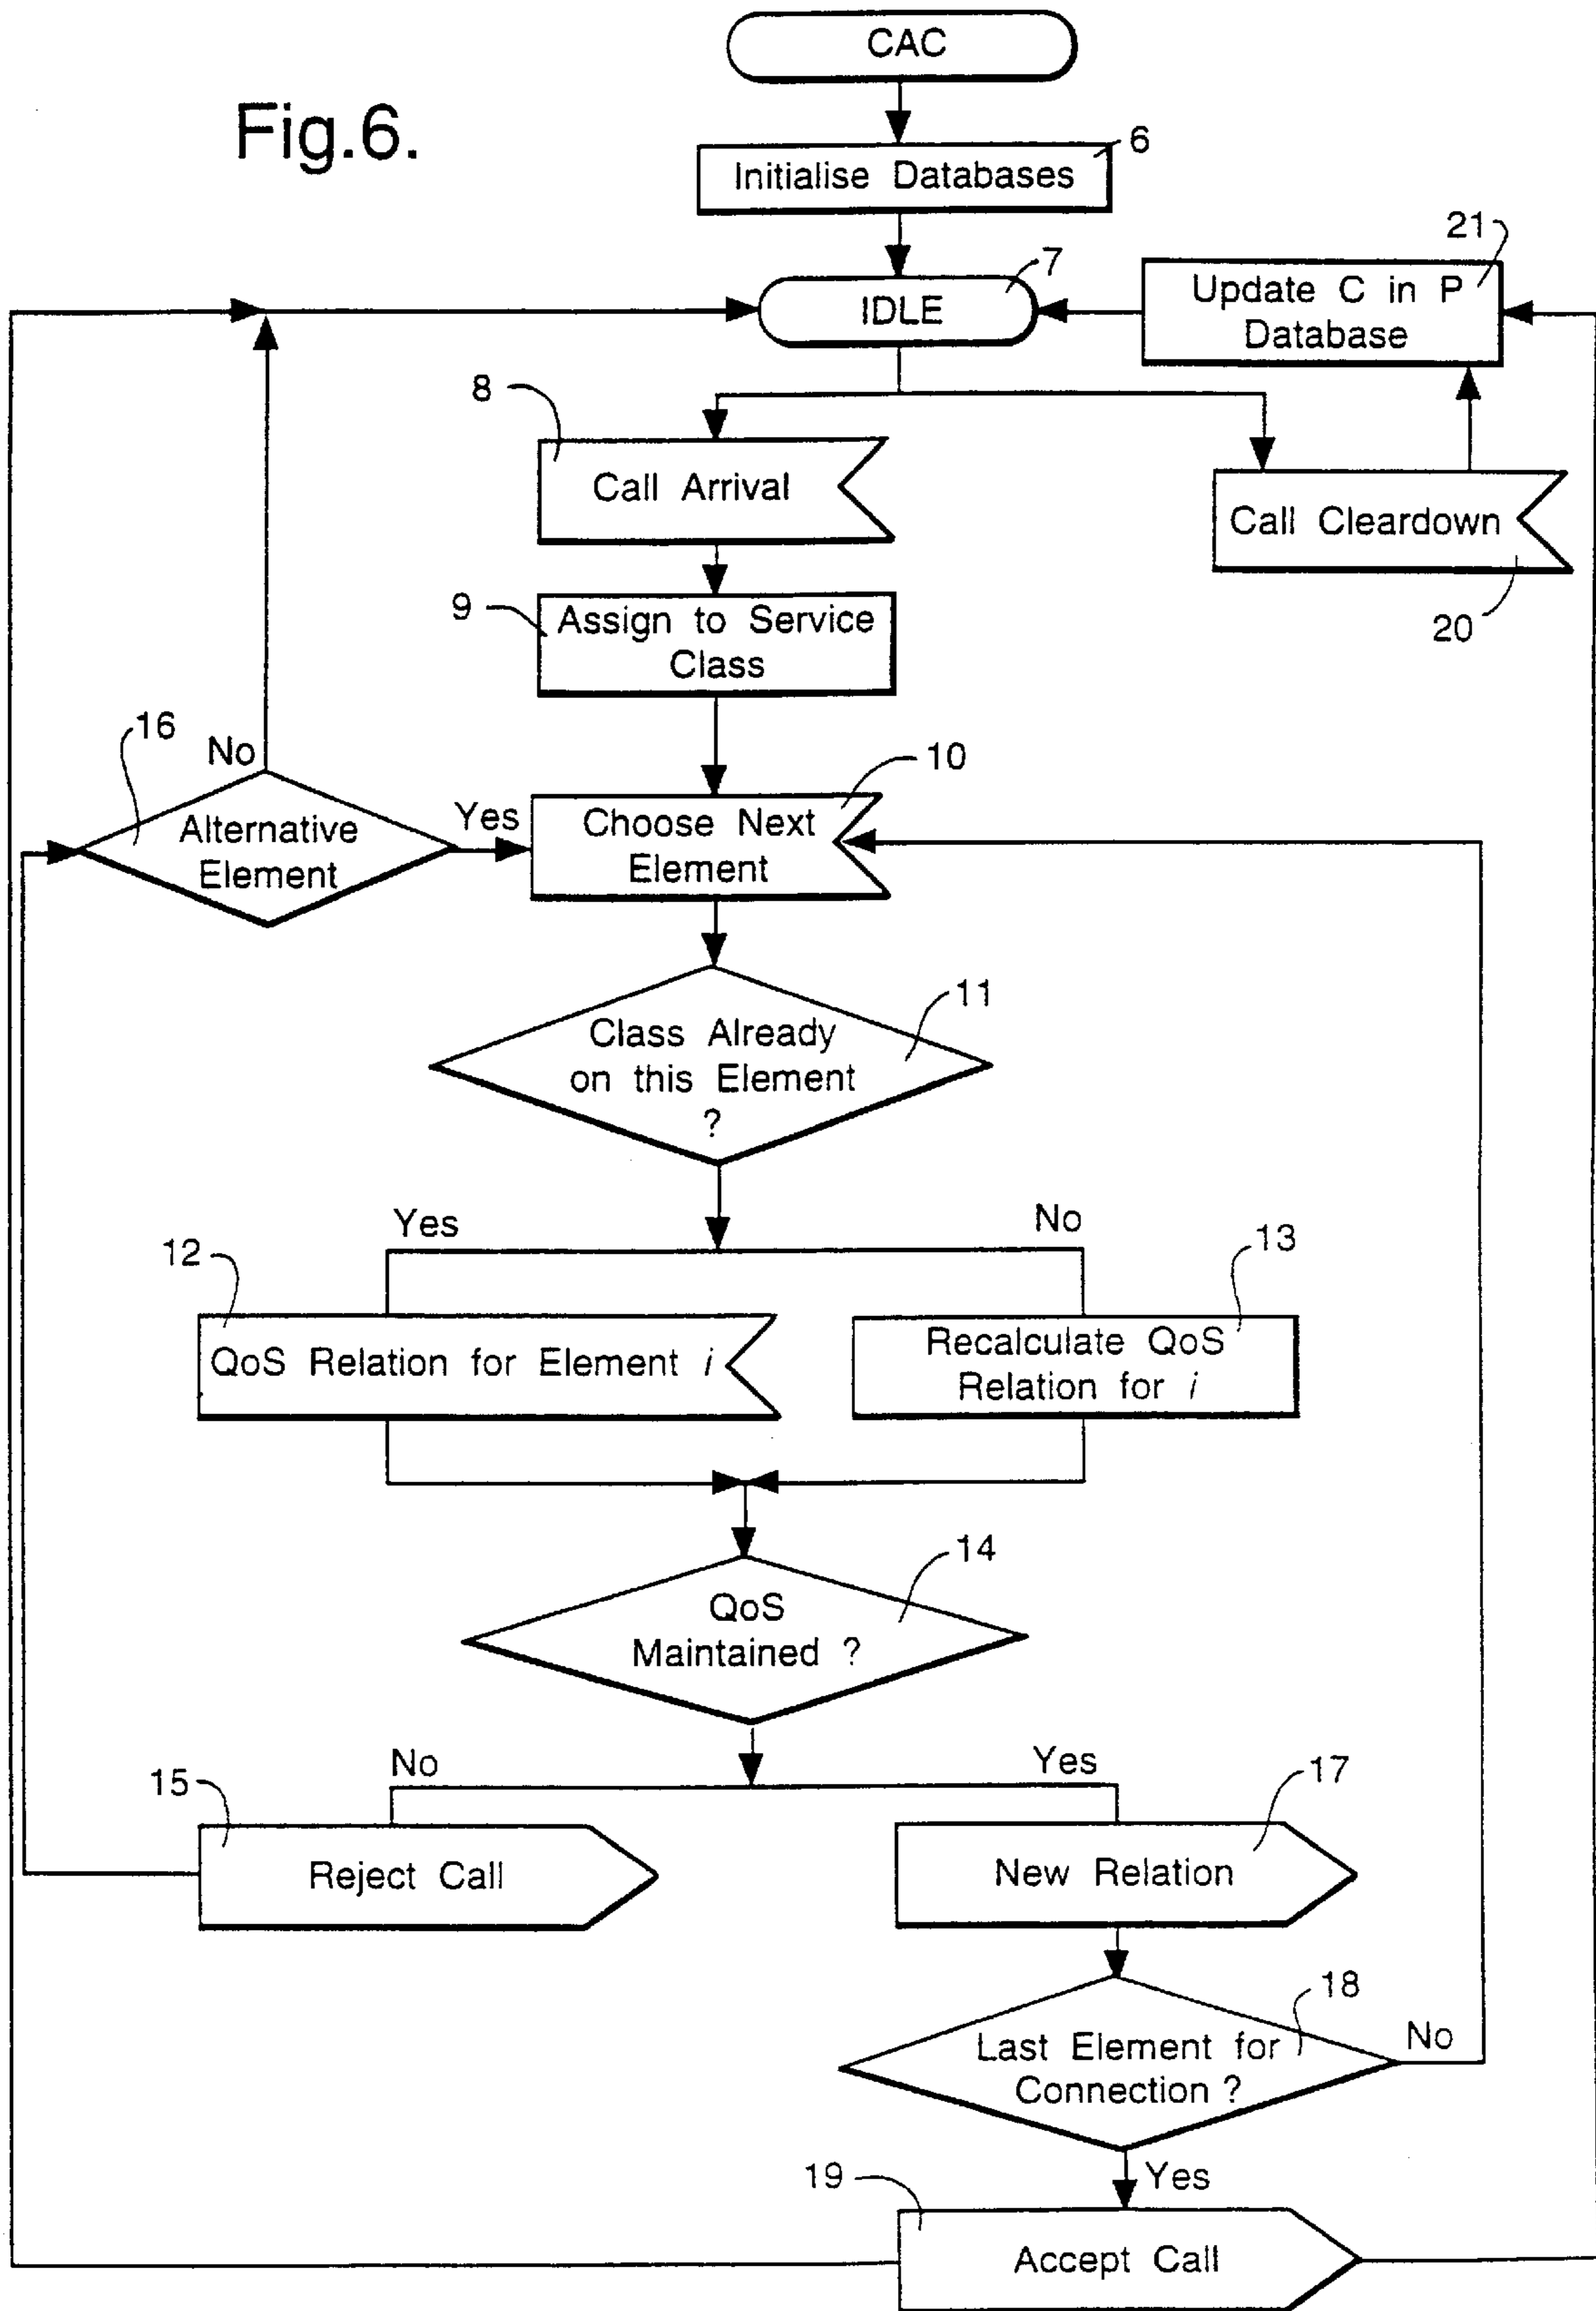 Fig.6.
CAC
6
Initialise Databases
7
IDLE
21
Update C in P
Database
8
Call Arrival
Call Cleardown
20
9
Assign to Service
Class
16
No
Alternative
Element
Yes
10
Choose Next
Element
11
Class Already
on this Element
?
Yes
No
12
QoS Relation for Element i
13
Recalculate QoS
Relation for i
14
QoS
Maintained ?
No
Yes
15
Reject Call
17
New Relation
18
Last Element for
Connection ?
No
Yes
19
Accept Call